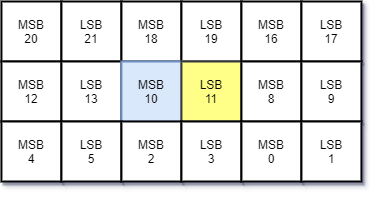 MSB LSB MSB LSB MSB LSB
20 21 18 19 16 17
MSB LSB MSB LSB MSB LSB
12 13 10 11 8 9
MSB LSB MSB LSB MSB LSB
4 5 2 3 0 1